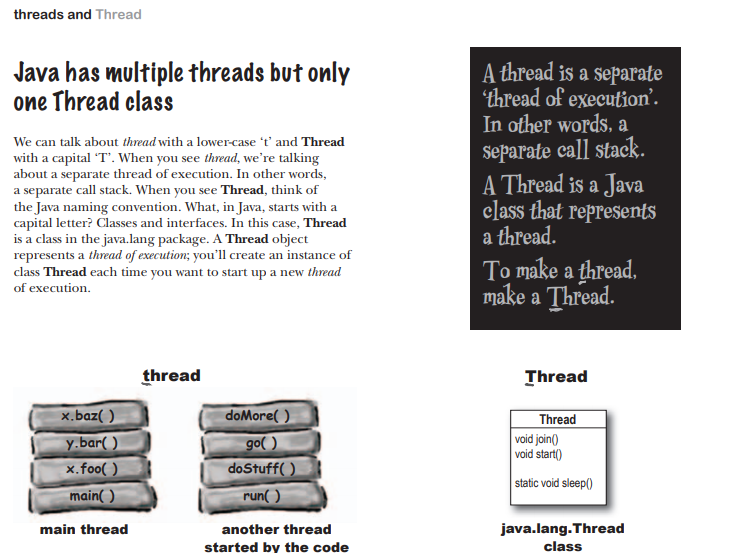 threads and Thread
Java has multiple threads but only
one Thread class
We can talk about thread with a lower-case ‘t’ and Thread
with a capital ‘T’. When you see thread, we’re talking
about a separate thread of execution. In other words,
a separate call stack. When you see Thread, think of
the Java naming convention. What, in Java, starts with a
capital letter? Classes and interfaces. In this case, Thread
is a class in the java.lang package. A Thread object
represents a thread of execution; you’ll create an instance of
class Thread each time you want to start up a new thread
of execution.
A thread is a separate
‘thread of execution’.
In other words, a
separate call stack.
A Thread is a Java
class that represents
a thread.
To make a thread,
make a Thread.
thread
x.baz( )
y.bar( )
x.foo( )
main( )
main thread
doMore( )
go( )
doStuff( )
run( )
another thread
started by the code
Thread
Thread
void join()
void start()
static void sleep()
java.lang.Thread
class